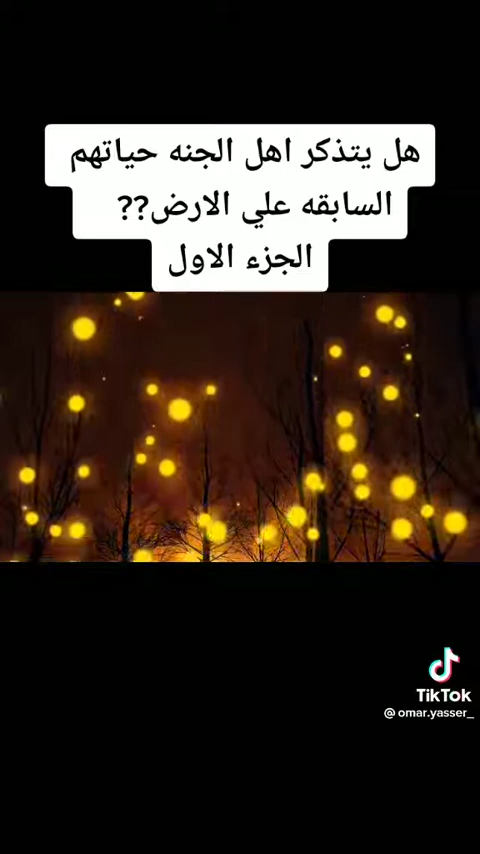 هل يتذكر اهل الجنه حياتهم
السابقه علي الارض??
الجزء الاول
TikTok
@omar.yasser_